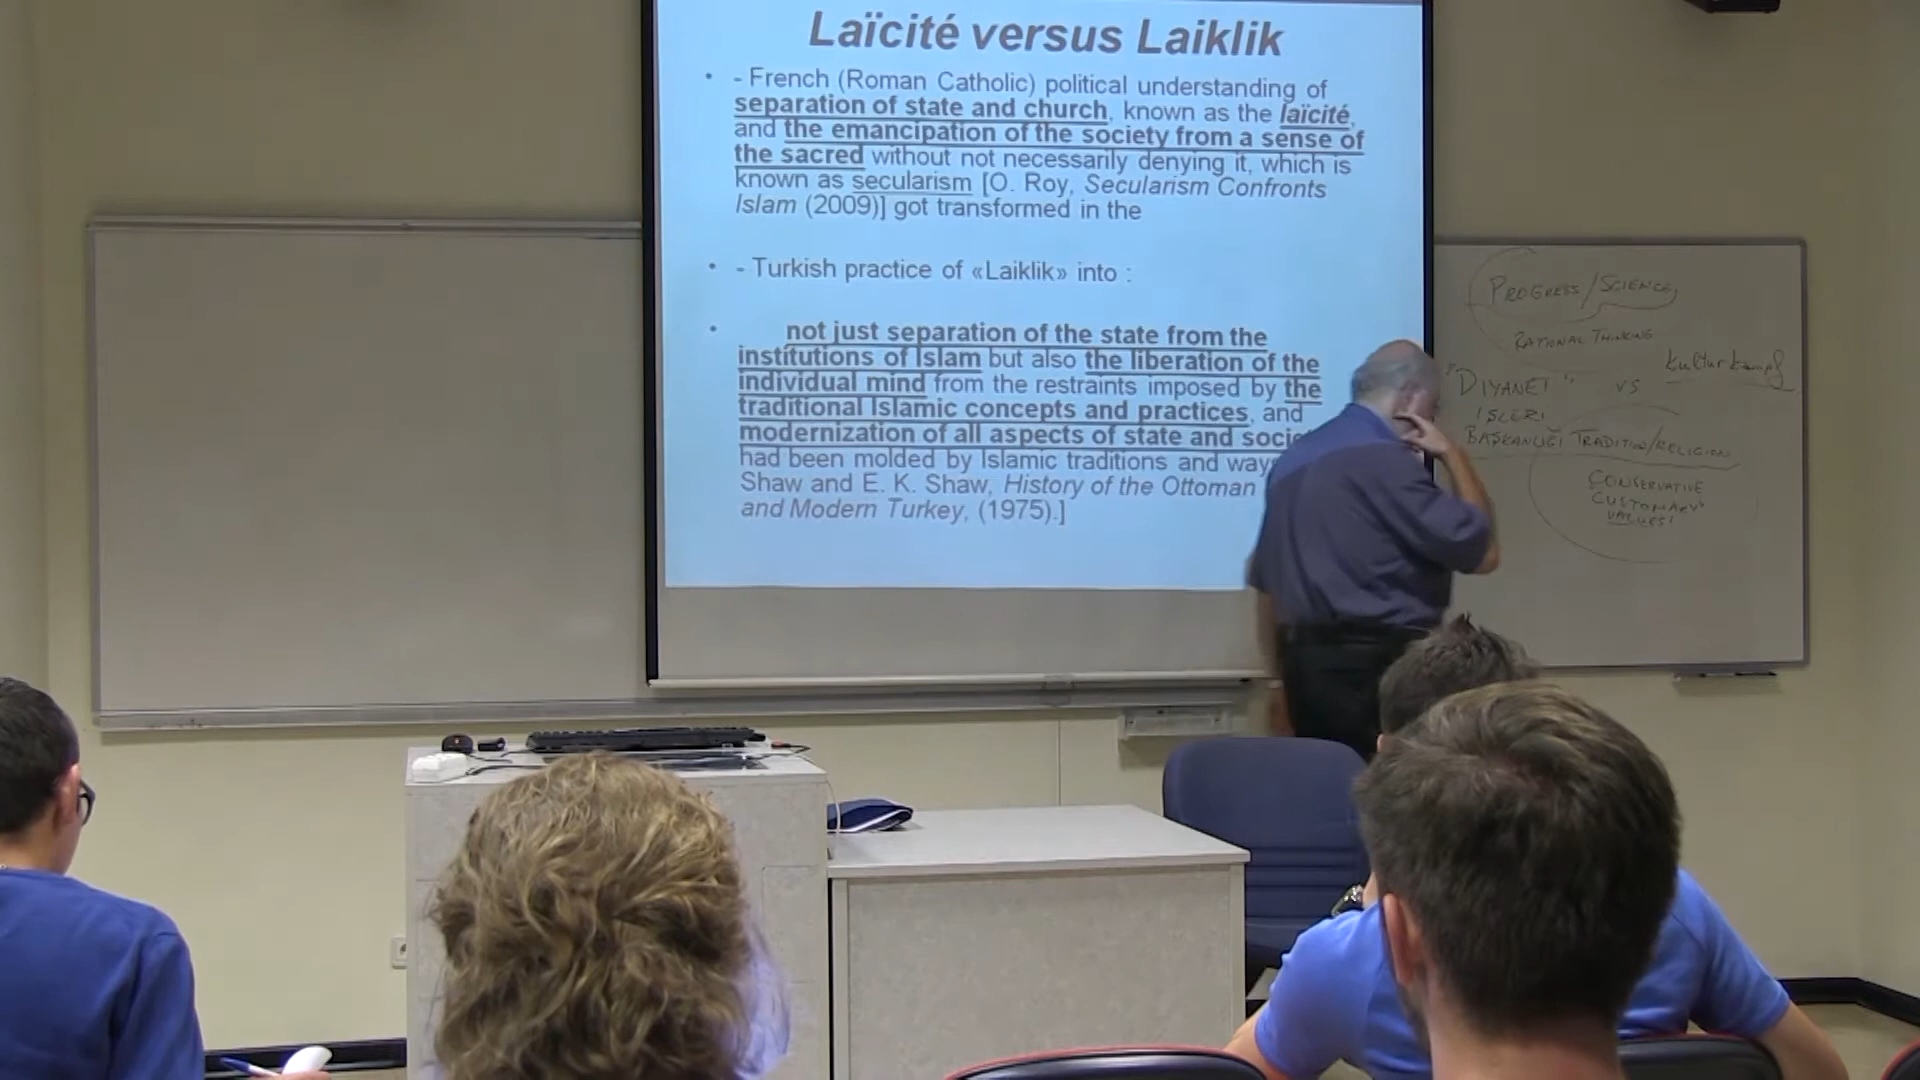 Laïcité versus Laiklik
• - French (Roman Catholic) political understanding of
separation of state and church, known as the laïcité,
and the emancipation of the society from a sense of
the sacred without not necessarily denying it, which is
known as secularism [O. Roy, Secularism Confronts
Islam (2009)] got transformed in the
• - Turkish practice of «Laiklik» into :
• not just separation of the state from the
institutions of Islam but also the liberation of the
individual mind from the restraints imposed by the
traditional Islamic concepts and practices, and
modernization of all aspects of state and
had been molded by Islamic traditions and
Shaw and E. K. Shaw, History of the Ottoman
and Modern Turkey, (1975).]
PROGRESS/SCIENCE
RATIONAL THINKING
Kulturkampf
"DIYANET" VS
ISLERI
BAŞKANLIĞI TRADITION/RELIGION
CONSERVATIVE
CUSTOMARY
VALUES!